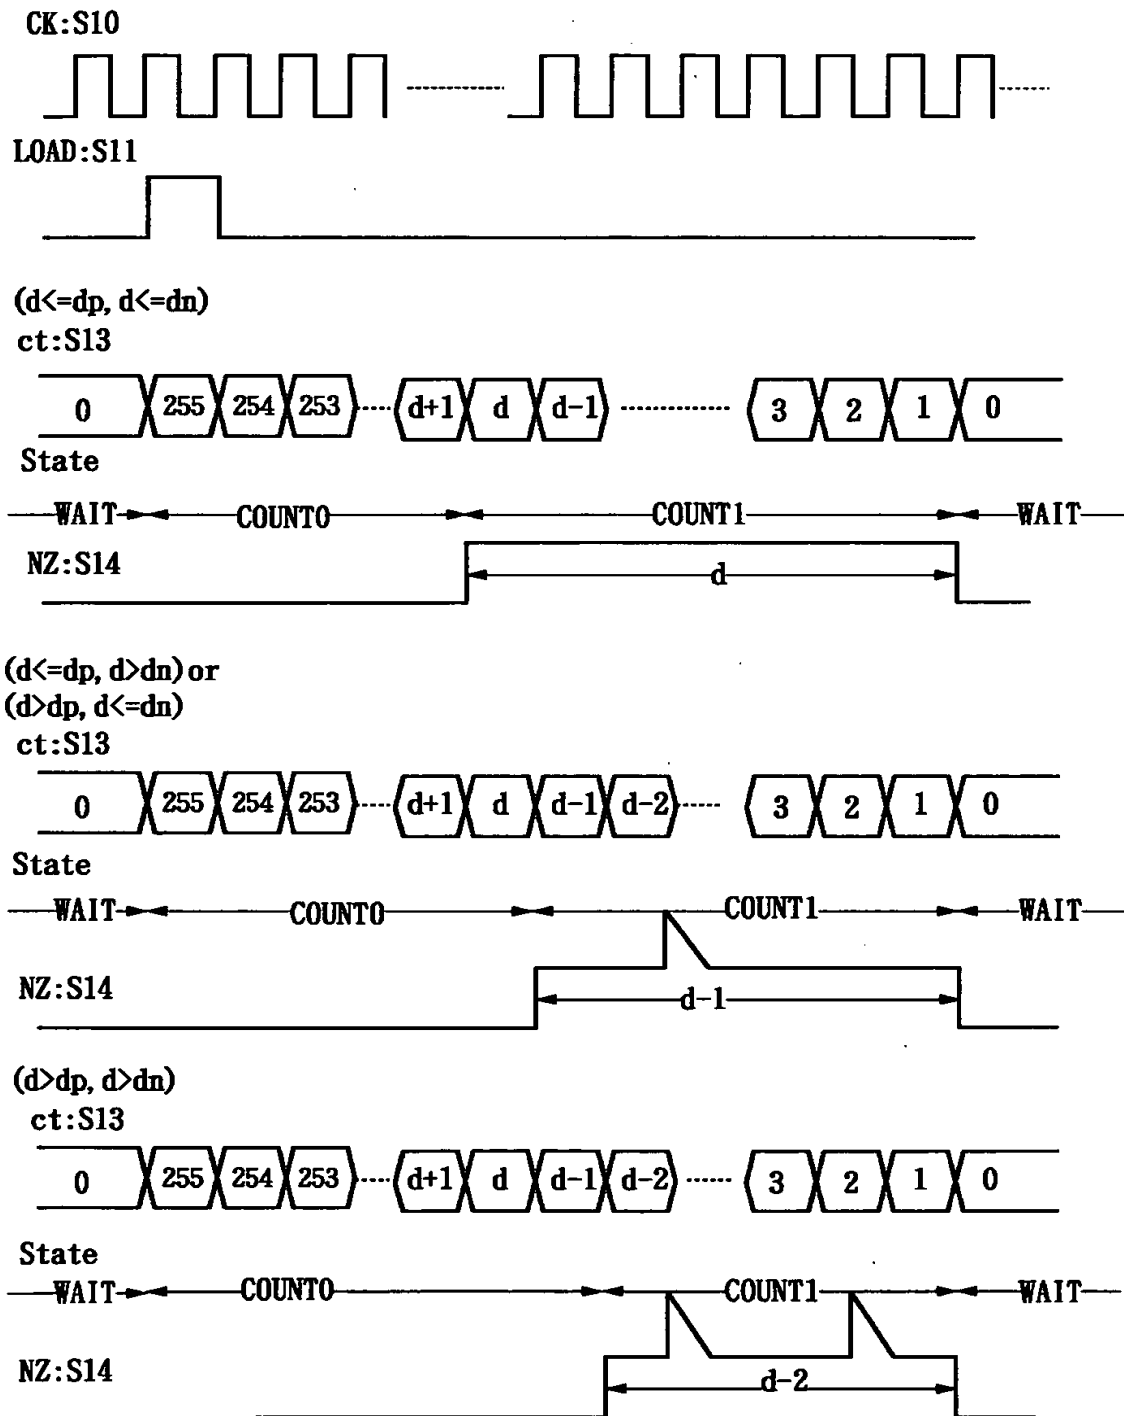 CK:S10
LOAD:S11
(d<=dp, d<=dn)
ct:S13
0 255 254 253 d+1 d d-1 3 2 1 0
State
WAIT COUNT0 COUNT1 WAIT
NZ:S14
d
(d<=dp, d>dn) or
(d>dp, d<=dn)
ct:S13
0 255 254 253 d+1 d d-1 d-2 3 2 1 0
State
WAIT COUNT0 COUNT1 WAIT
NZ:S14
d-1
(d>dp, d>dn)
ct:S13
0 255 254 253 d+1 d d-1 d-2 3 2 1 0
State
WAIT COUNT0 COUNT1 WAIT
NZ:S14
d-2